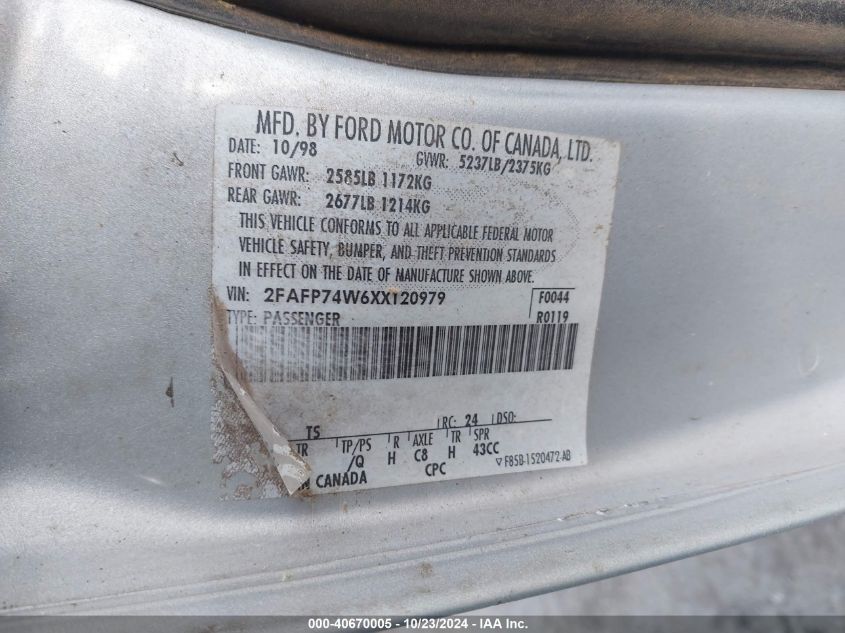 MFD. BY FORD MOTOR CO. OF CANADA, LTD.
DATE: 10/98 GVWR: 5237LB/2375KG
FRONT GAWR: 2585LB 1172KG
REAR GAWR: 2677LB 1214KG
THIS VEHICLE CONFORMS TO ALL APPLICABLE FEDERAL MOTOR
VEHICLE SAFETY, BUMPER, AND THEFT PREVENTION STANDARDS
IN EFFECT ON THE DATE OF MANUFACTURE SHOWN ABOVE.
VIN: 2FAFP74W6XX120979 F0044
TYPE: PASSENGER R0119
TS RC: 24 DSO:
TR TP/PS R AXLE TR SPR
/Q H C8 H 43CC
IN CANADA CPC ▽F85B-1520472-AB
000-40670005 - 10/23/2024 - IAA Inc.